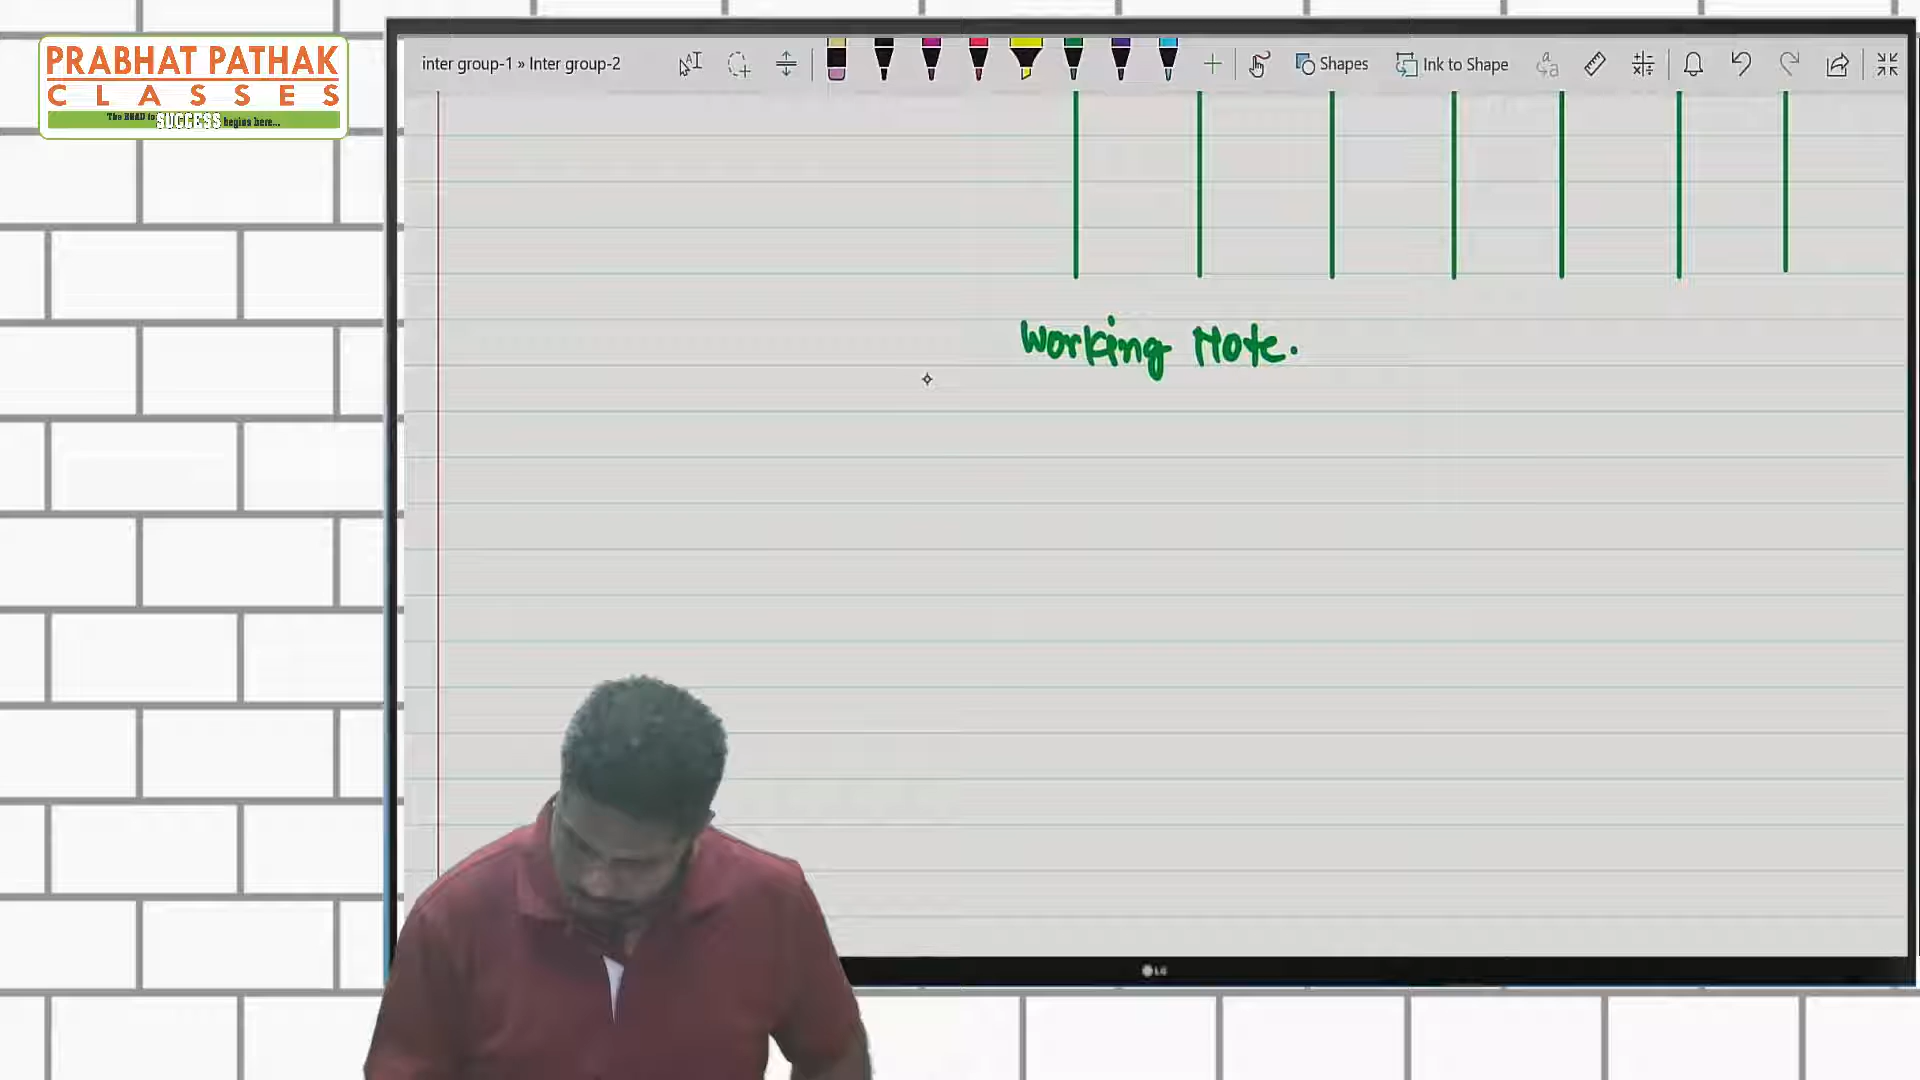 PRABHAT PATHAK
CLASSES
The ROAD to SUCCESS begins here...
inter group-1 » Inter group-2
Shapes
Ink to Shape
Working Note.
LG